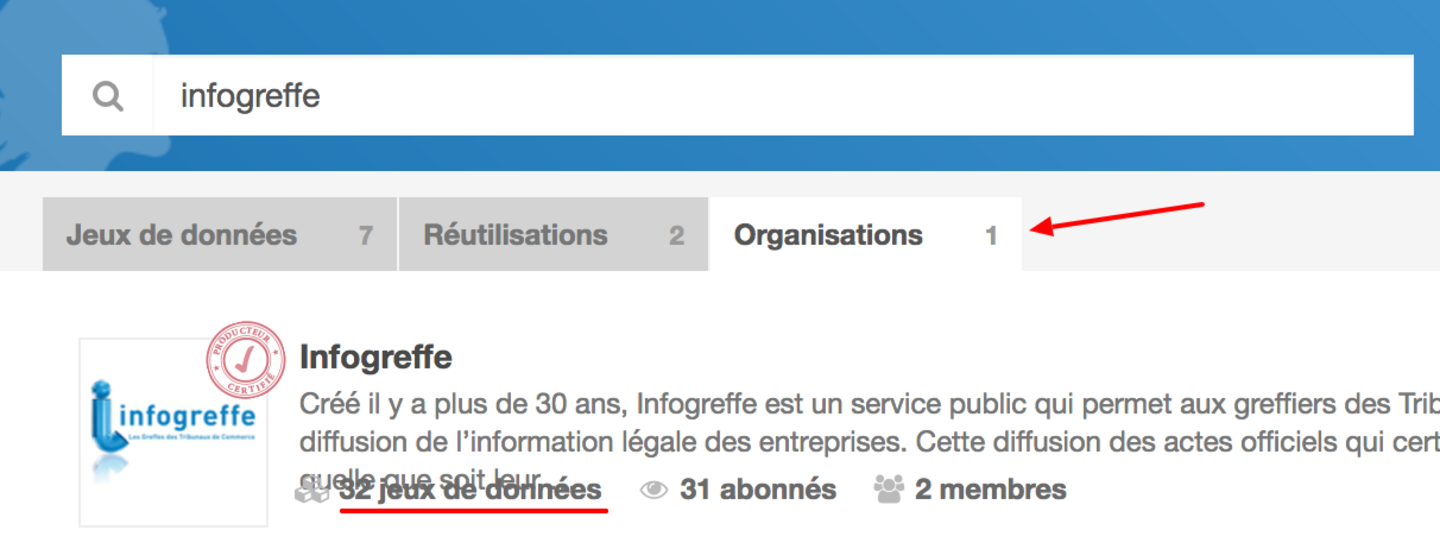 infogreffe
Jeux de données 7 Réutilisations 2 Organisations 1
PRODUCTEUR CERTIFIÉ
infogreffe
Les Greffes des Tribunaux de Commerce
Infogreffe
Créé il y a plus de 30 ans, Infogreffe est un service public qui permet aux greffiers des Trib
diffusion de l'information légale des entreprises. Cette diffusion des actes officiels qui cert
quelle que soit leur...
32 jeux de données 31 abonnés 2 membres